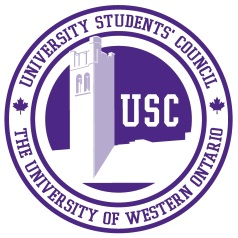 UNIVERSITY STUDENTS' COUNCIL
USC
THE UNIVERSITY OF WESTERN ONTARIO